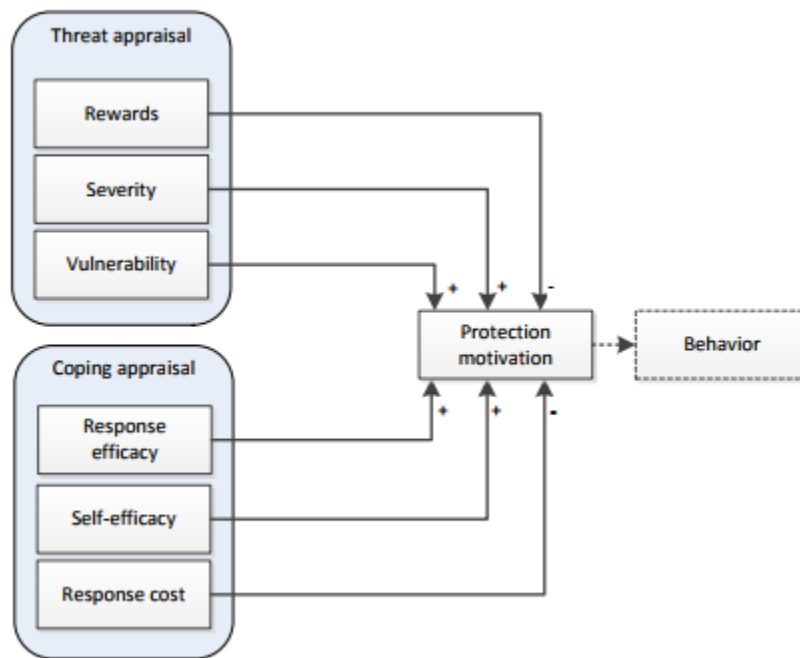 Threat appraisal
Rewards
Severity
Vulnerability
+
+
-
Protection
motivation
Behavior
Coping appraisal
Response
efficacy
+
+
-
Self-efficacy
Response cost